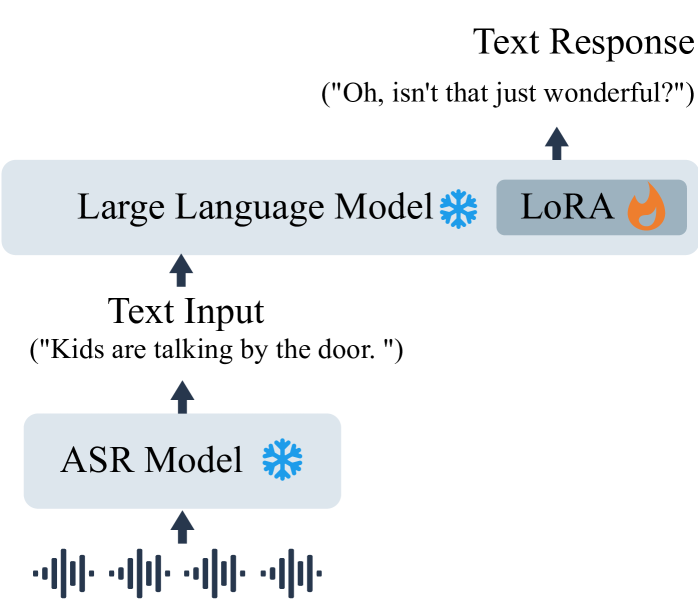 Text Response
("Oh, isn't that just wonderful?")
Large Language Model LoRA
Text Input
("Kids are talking by the door. ")
ASR Model